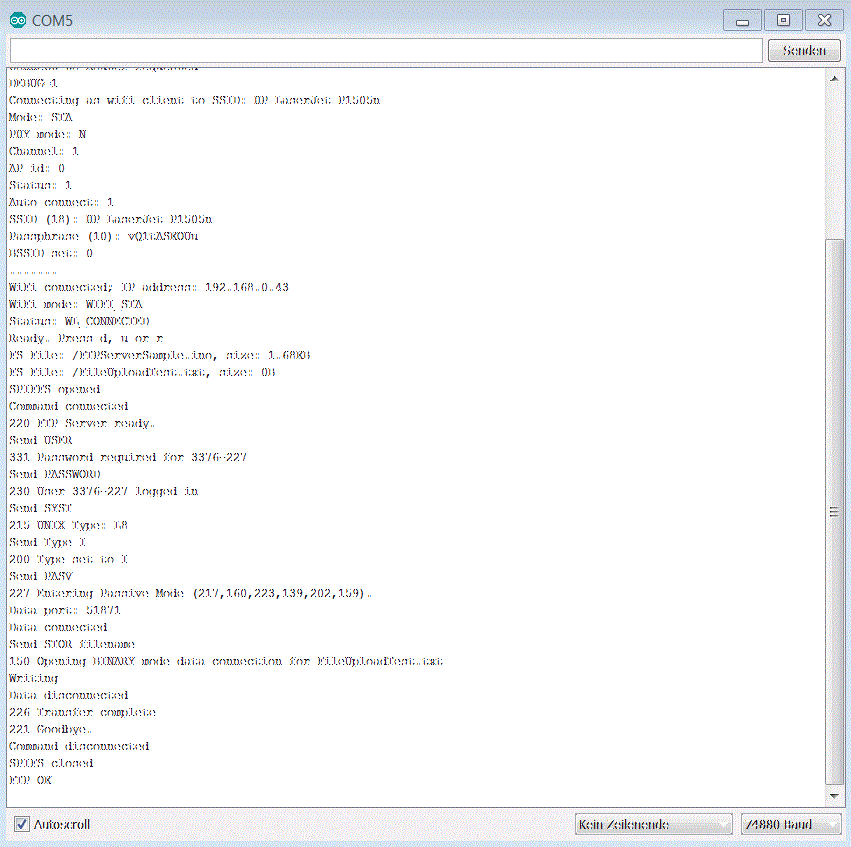 COM5
Senden
DEBUG 1
Connecting as wifi client to SSID: HP LaserJet P1505n
Mode: STA
PHY mode: N
Channel: 1
AP id: 0
Status: 1
Auto connect: 1
SSID (18): HP LaserJet P1505n
Passphrase (10):
BSSID set: 0
.......
WiFi connected; IP address: 192.168.0.43
WiFi mode: WIFI_STA
Status: WL_CONNECTED
Ready. Press d, u or r
FS File: /FTPServerSample.ino, size: 1.68KB
FS File: /FileUploadTest.txt, size: 0B
SPIFFS opened
Command connected
220 FTP Server ready.
Send USER
331 Password required for 3376-227
Send PASSWORD
230 User 3376-227 logged in
Send SYST
215 UNIX Type: L8
Send Type I
200 Type set to I
Send PASV
227 Entering Passive Mode (217,160,223,139,202,159).
Data port: 51871
Data connected
Send STOR filename
150 Opening BINARY mode data connection for FileUploadTest.txt
Writing
Data disconnected
226 Transfer complete
221 Goodbye.
Command disconnected
SPIFFS closed
FTP OK
Autoscroll
Kein Zeilenende
74880 Baud